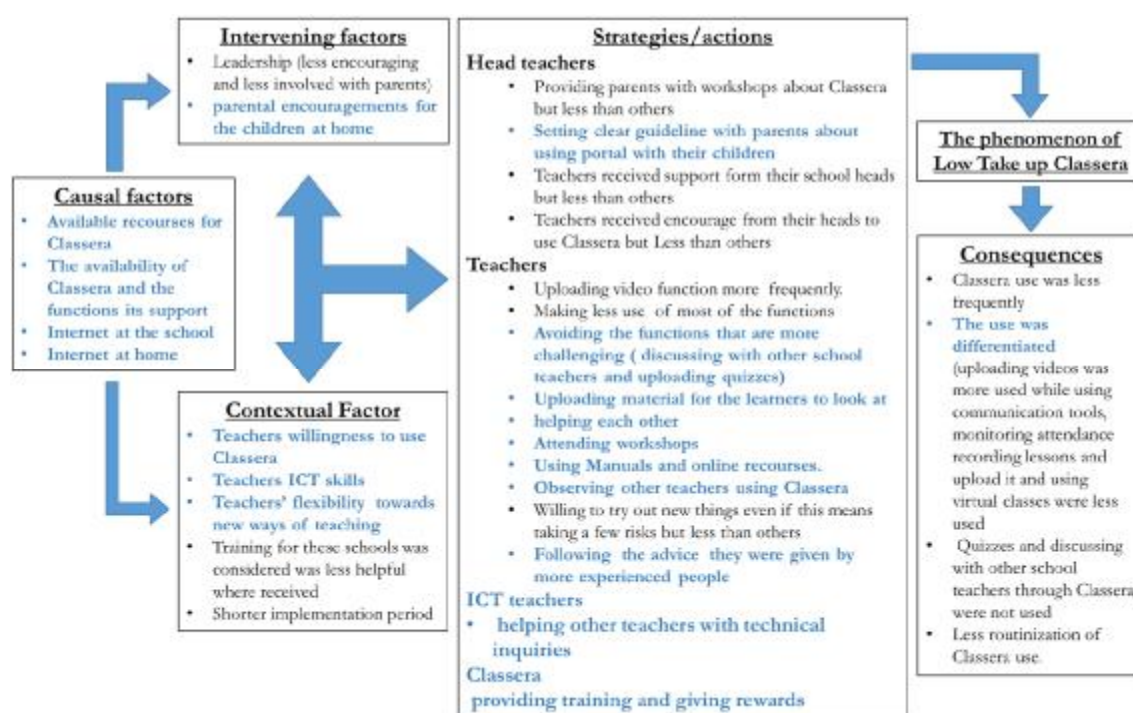 Intervening factors
• Leadership (less encouraging
and less involved with parents)
• parental encouragements for
the children at home
Causal factors
• Available recourses for
Classera
• The availability of
Classera and the
functions its support
• Internet at the school
• Internet at home
Contextual Factor
• Teachers willingness to use
Classera
• Teachers ICT skills
• Teachers' flexibility towards
new ways of teaching
• Training for these schools was
considered was less helpful
where received
• Shorter implementation period
Strategies/actions
Head teachers
• Providing parents with workshops about Classera
but less than others
• Setting clear guideline with parents about
using portal with their children
• Teachers received support form their school heads
but less than others
• Teachers received encourage from their heads to
use Classera but Less than others
Teachers
• Uploading video function more frequently.
• Making less use of most of the functions
• Avoiding the functions that are more
challenging ( discussing with other school
teachers and uploading quizzes)
• Uploading material for the learners to look at
• helping each other
• Attending workshops
• Using Manuals and online recourses.
• Observing other teachers using Classera
• Willing to try out new things even if this means
taking a few risks but less than others
• Following the advice they were given by
more experienced people
ICT teachers
• helping other teachers with technical
inquiries
Classera
providing training and giving rewards
The phenomenon of
Low Take up Classera
Consequences
• Classera use was less
frequently
• The use was
differentiated
(uploading videos was
more used while using
communication tools,
monitoring attendance
recording lessons and
upload it and using
virtual classes were less
used
• Quizzes and discussing
with other school
teachers through Classera
were not used
• Less routinization of
Classera use.